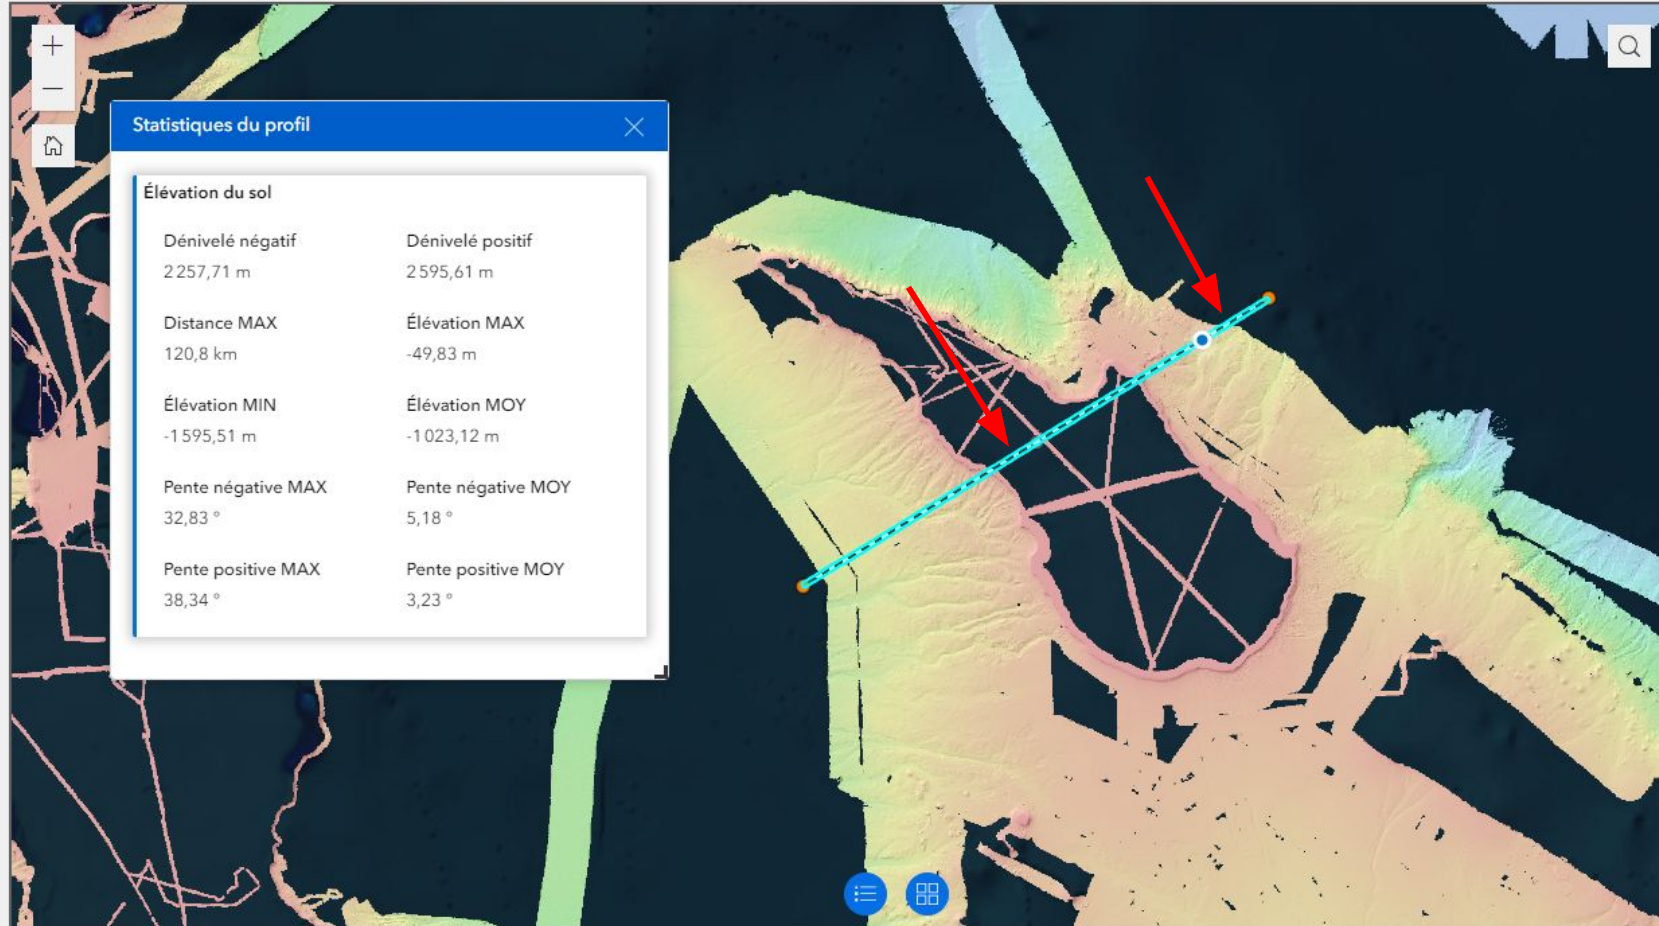 Statistiques du profil
Élévation du sol
Dénivelé négatif
2 257,71 m
Dénivelé positif
2 595,61 m
Distance MAX
120,8 km
Élévation MAX
-49,83 m
Élévation MIN
-1 595,51 m
Élévation MOY
-1 023,12 m
Pente négative MAX
32,83 °
Pente négative MOY
5,18 °
Pente positive MAX
38,34 °
Pente positive MOY
3,23 °